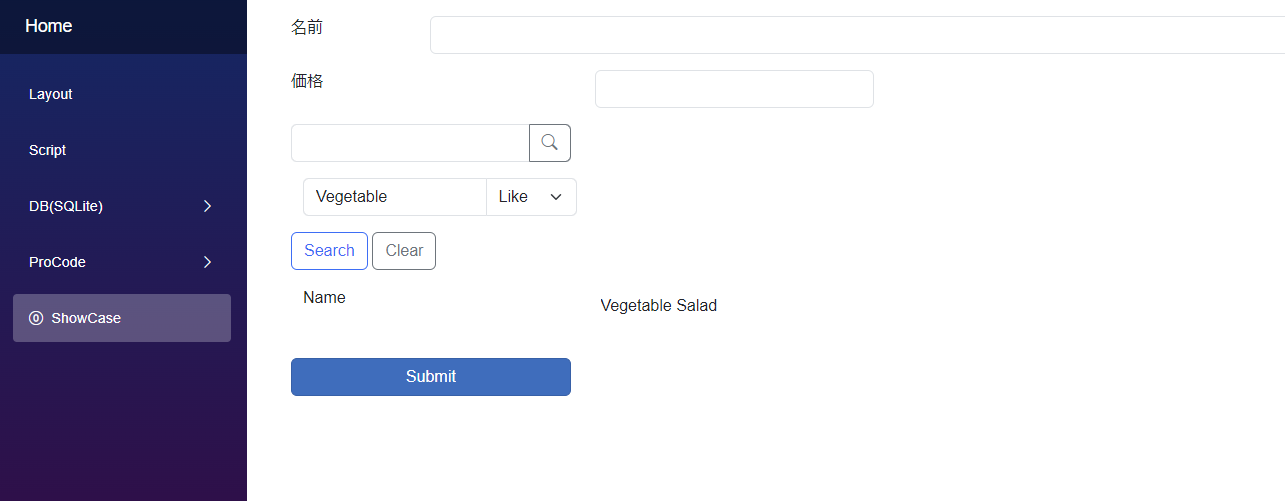 Home
Layout
Script
DB(SQLite)
ProCode
0 ShowCase
名前
価格
Vegetable Like
Search Clear
Name Vegetable Salad
Submit